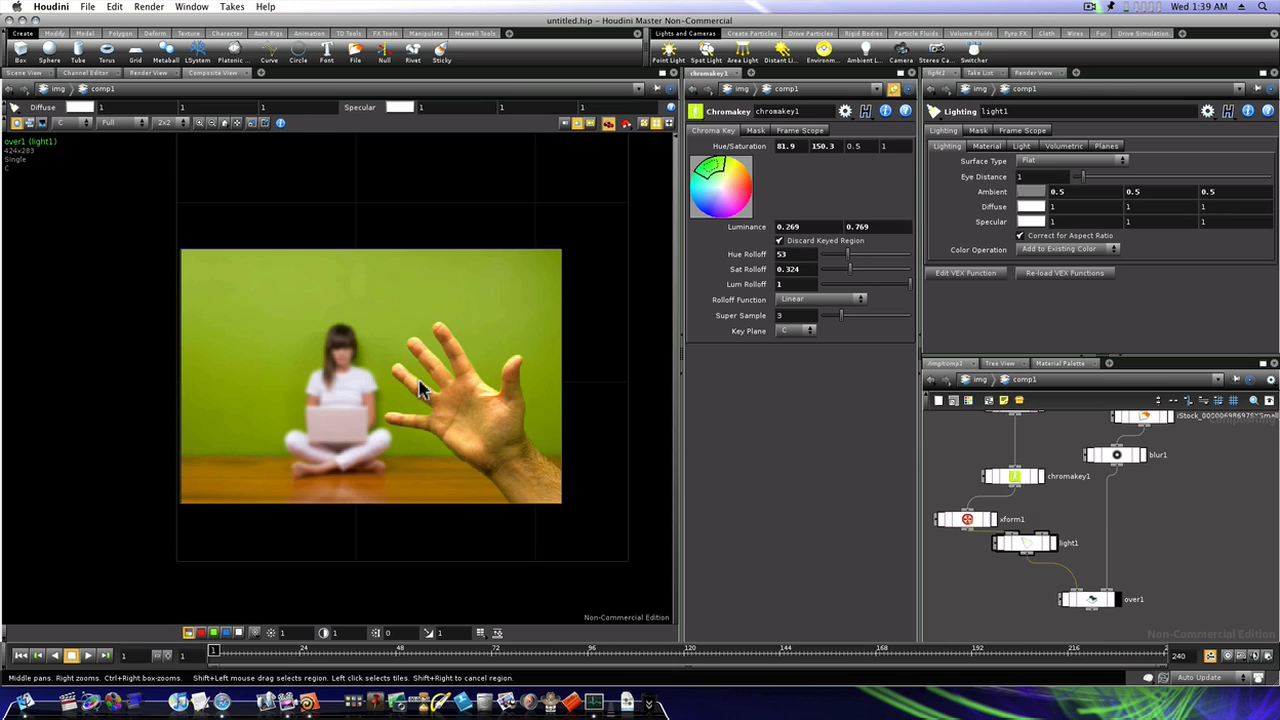 Houdini File Edit Render Window Takes Help Wed 1:39 AM
untitled.hip - Houdini Master Non-Commercial
Create Modify Model Polygon Deform Texture Character Auto Rigs Animation TD Tools FX Tools Manipulate Maxwell Tools Lights and Cameras Create Particles Drive Particles Rigid Bodies Particle Fluids Volume Fluids Pyro FX Cloth Wires Fur Drive Simulation
Box Sphere Tube Torus Grid Metaball LSystem Platonic ... Curve Circle Font File Null Rivet Sticky Point Light Spot Light Area Light Distant Li... Environm... Ambient L... Camera Stereo Cam... Switcher
Scene View Channel Editor Render View Composite View chromakey1 light1 Take List Render View
img comp1 img comp1 img comp1
Diffuse 1 1 1 Specular 1 1 1
Chromakey chromakey1 Lighting light1
C Full 2x2
Chroma Key Mask Frame Scope Lighting Mask Frame Scope
over1 (light1)
424x283
Single
C
Hue/Saturation 81.9 150.3 0.5 1
Luminance 0.269 0.769
Discard Keyed Region
Hue Rolloff 53
Sat Rolloff 0.324
Lum Rolloff 1
Rolloff Function Linear
Super Sample 3
Key Plane C
Lighting Material Light Volumetric Planes
Surface Type Flat
Eye Distance 1
Ambient 0.5 0.5 0.5
Diffuse 1 1 1
Specular 1 1 1
Correct for Aspect Ratio
Color Operation Add to Existing Color
Edit VEX Function Re-load VEX Functions
/img/comp1 Tree View Material Palette
img comp1
blur1
chromakey1
xform1
light1
over1
Non-Commercial Edition
Non-Commercial Edition
1 1 0 1
1 1 1 24 48 72 96 120 144 168 192 216 240
Middle pans. Right zooms. Ctrl+Right box-zooms. Shift+Left mouse drag selects region. Left click selects tiles. Shift+Right to cancel region. Auto Update